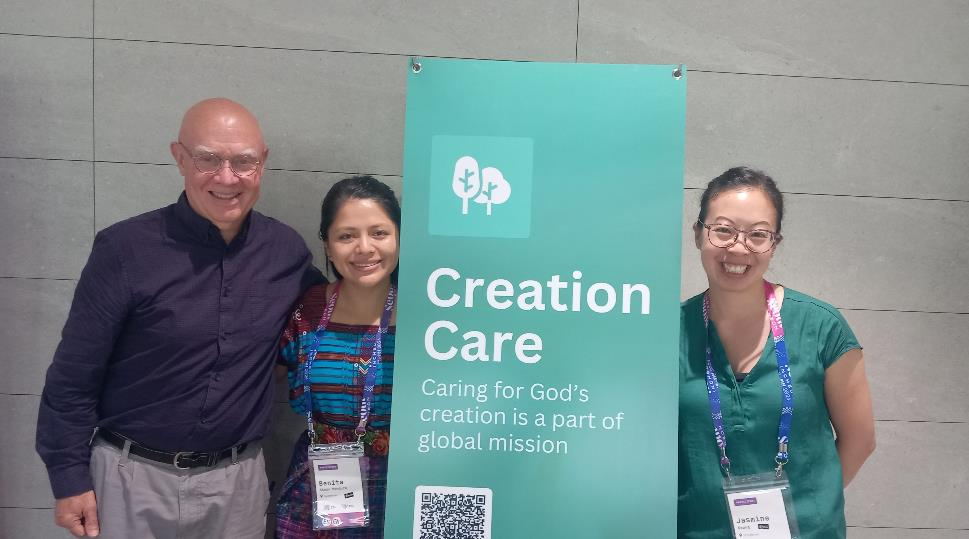 Creation
Care
Caring for God's
creation is a part of
global mission
Benita
Jasmine